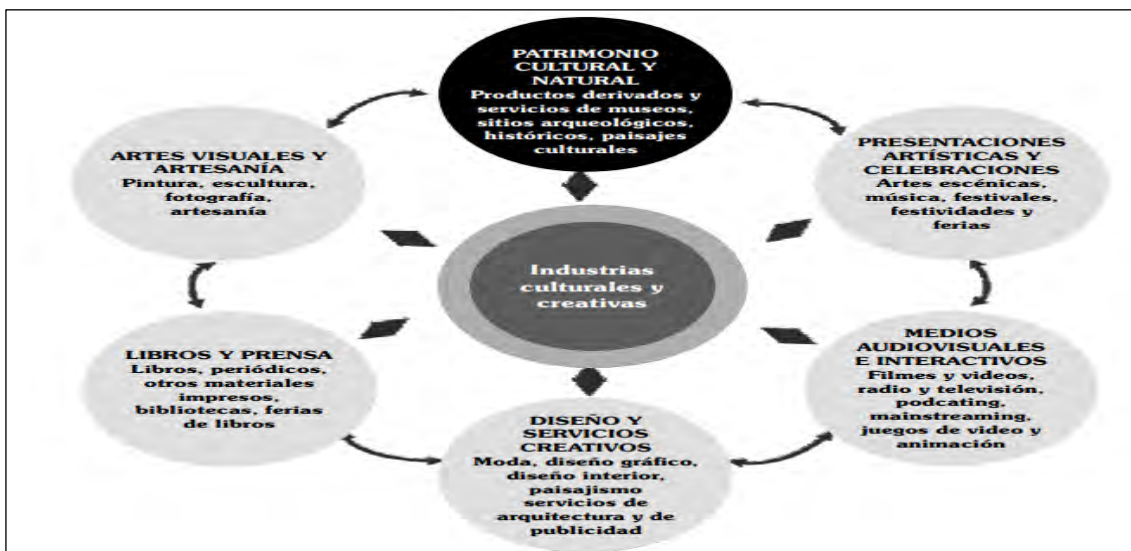 PATRIMONIO
CULTURAL Y
NATURAL
Productos derivados y
servicios de museos,
sitios arqueológicos,
históricos, paisajes
culturales
PRESENTACIONES
ARTÍSTICAS Y
CELEBRACIONES
Artes escénicas,
música, festivales,
festividades y
ferias
MEDIOS
AUDIOVISUALES
E INTERACTIVOS
Filmes y videos,
radio y televisión,
podcating,
mainstreaming,
juegos de video y
animación
DISEÑO Y
SERVICIOS
CREATIVOS
Moda, diseño gráfico,
diseño interior,
paisajismo
servicios de
arquitectura y de
publicidad
LIBROS Y PRENSA
Libros, periódicos,
otros materiales
impresos,
bibliotecas, ferias
de libros
ARTES VISUALES Y
ARTESANÍA
Pintura, escultura,
fotografía,
artesanía
Industrias
culturales y
creativas